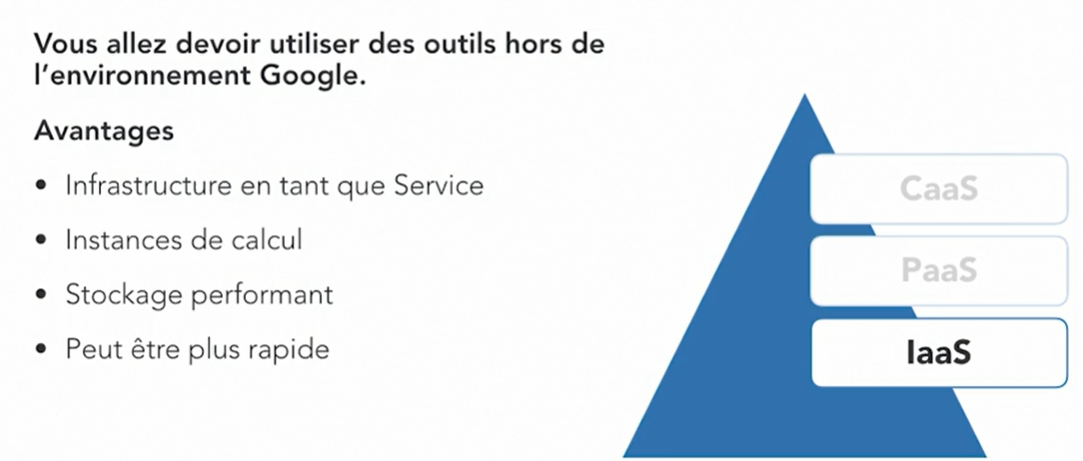 Vous allez devoir utiliser des outils hors de
l'environnement Google.
Avantages
• Infrastructure en tant que Service
• Instances de calcul
• Stockage performant
• Peut être plus rapide
CaaS
PaaS
IaaS